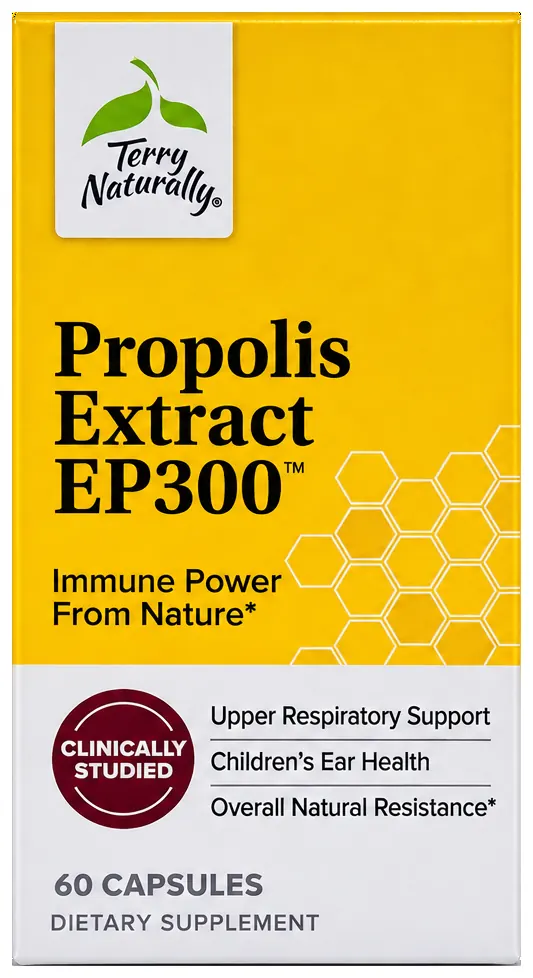 Terry
Naturally®
Propolis
Extract
EP300™
Immune Power
From Nature*
CLINICALLY
STUDIED
Upper Respiratory Support
Children's Ear Health
Overall Natural Resistance*
60 CAPSULES
DIETARY SUPPLEMENT